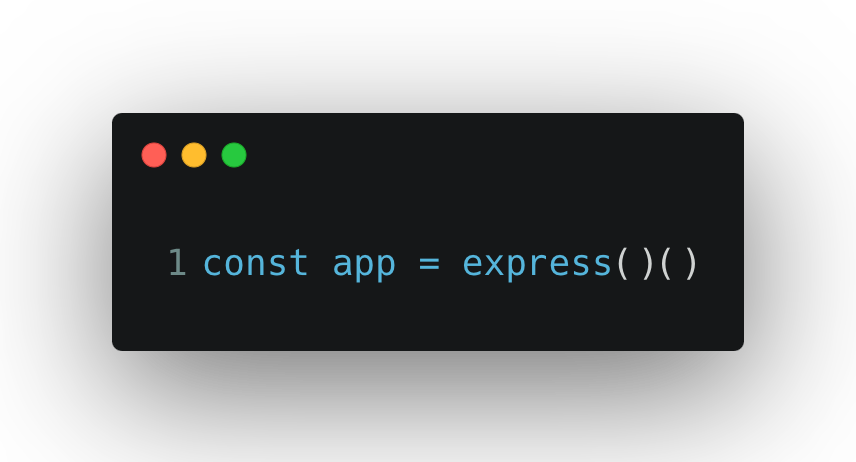 1 const app = express()()